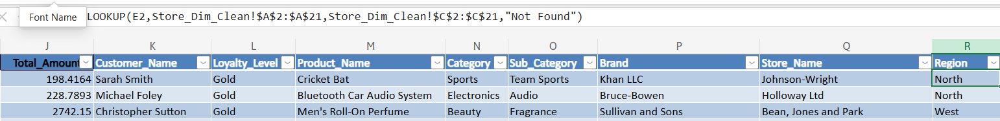 Font Name LOOKUP(E2,Store_Dim_Clean!$A$2:$A$21,Store_Dim_Clean!$C$2:$C$21,"Not Found")
J K L M N O P Q R
Total_Amount Customer_Name Loyalty_Level Product_Name Category Sub_Category Brand Store_Name Region
198.4164 Sarah Smith Gold Cricket Bat Sports Team Sports Khan LLC Johnson-Wright North
228.7893 Michael Foley Gold Bluetooth Car Audio System Electronics Audio Bruce-Bowen Holloway Ltd North
2742.15 Christopher Sutton Gold Men's Roll-On Perfume Beauty Fragrance Sullivan and Sons Bean, Jones and Park West